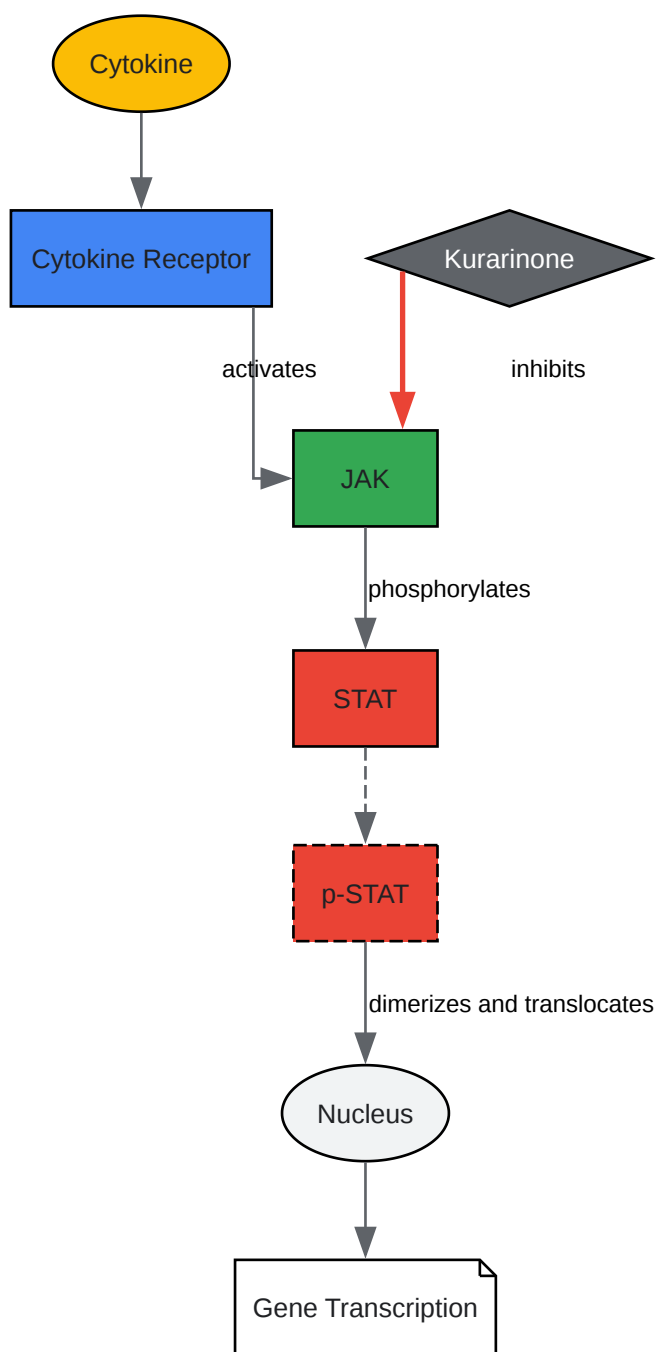 Cytokine
Cytokine Receptor
Kurarinone
activates
inhibits
JAK
phosphorylates
STAT
p-STAT
dimerizes and translocates
Nucleus
Gene Transcription